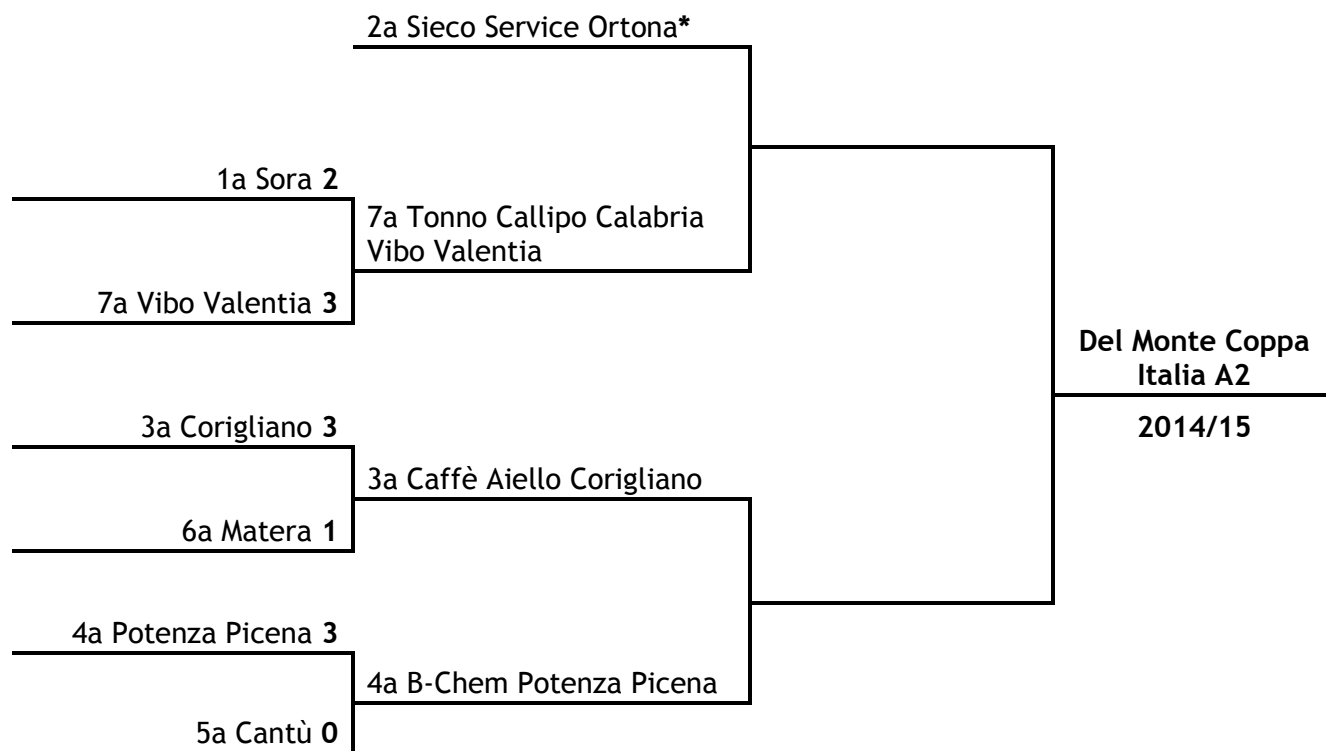 2a Sieco Service Ortona*
1a Sora 2
7a Tonno Callipo Calabria
Vibo Valentia
7a Vibo Valentia 3
Del Monte Coppa
Italia A2
2014/15
3a Corigliano 3
3a Caffè Aiello Corigliano
6a Matera 1
4a Potenza Picena 3
4a B-Chem Potenza Picena
5a Cantù 0